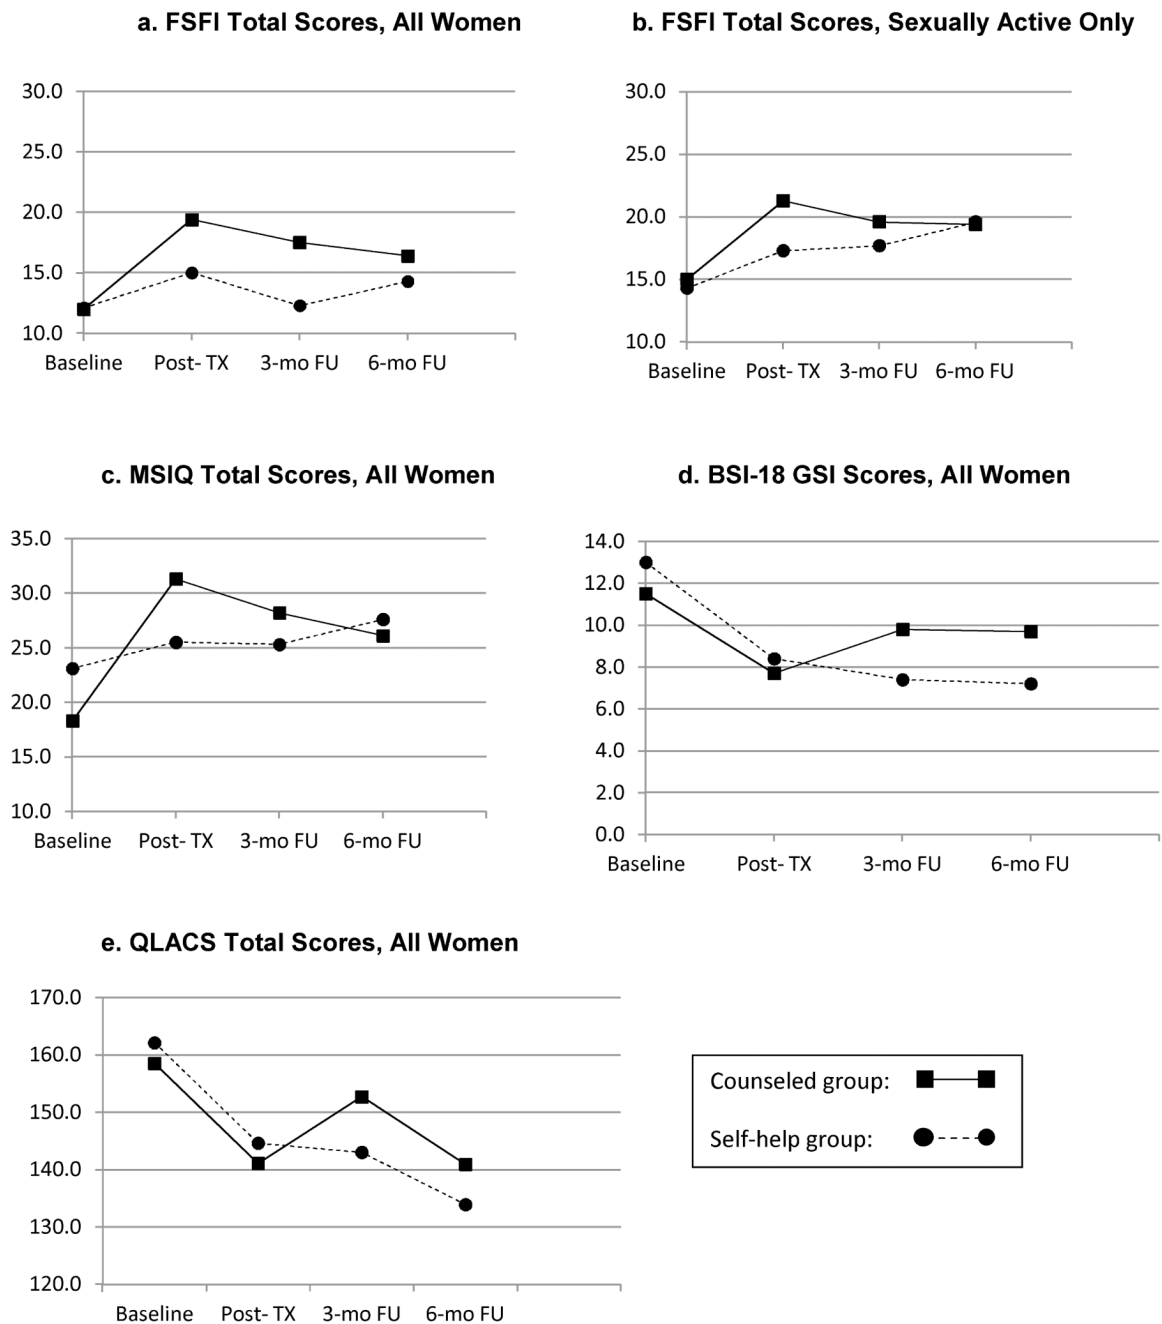 a. FSFI Total Scores, All Women
30.0
25.0
20.0
15.0
10.0
Baseline Post- TX 3-mo FU 6-mo FU
b. FSFI Total Scores, Sexually Active Only
30.0
25.0
20.0
15.0
10.0
Baseline Post- TX 3-mo FU 6-mo FU
c. MSIQ Total Scores, All Women
35.0
30.0
25.0
20.0
15.0
10.0
Baseline Post- TX 3-mo FU 6-mo FU
d. BSI-18 GSI Scores, All Women
14.0
12.0
10.0
8.0
6.0
4.0
2.0
0.0
Baseline Post- TX 3-mo FU 6-mo FU
e. QLACS Total Scores, All Women
170.0
160.0
150.0
140.0
130.0
120.0
Baseline Post- TX 3-mo FU 6-mo FU
Counseled group:
Self-help group: